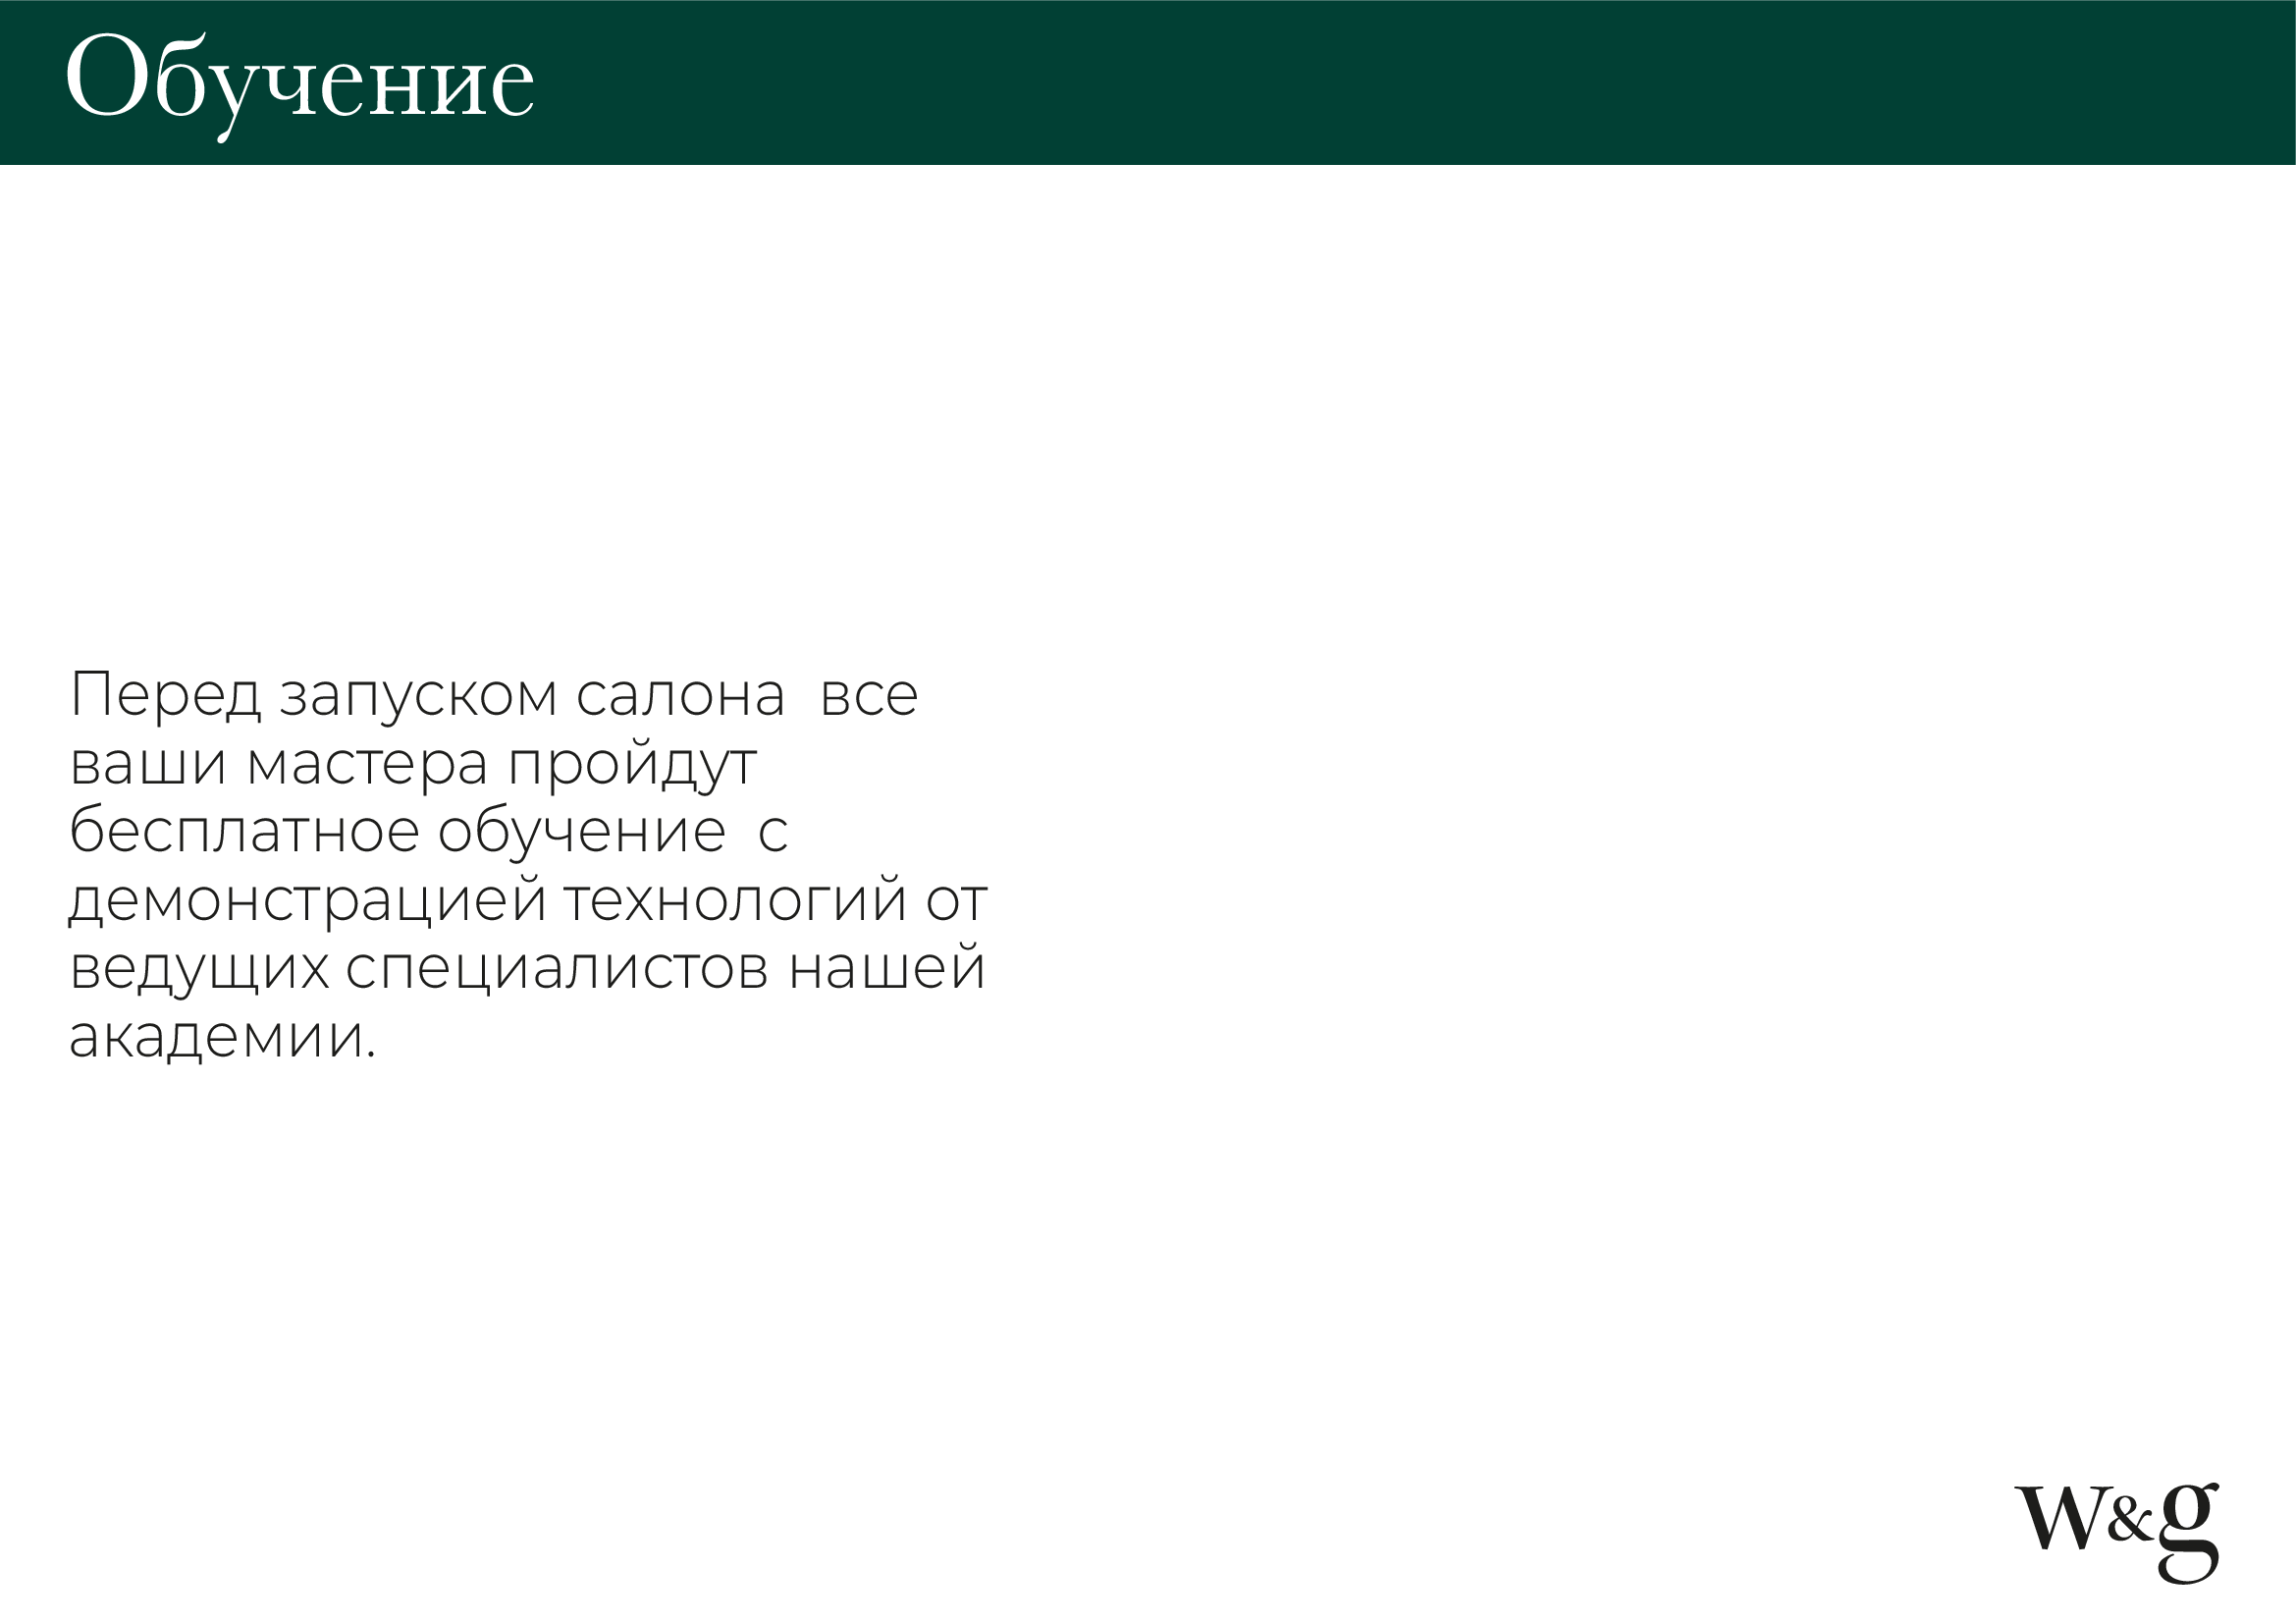 Обучение
Перед запуском салона  все
ваши мастера пройдут
бесплатное обучение  с
демонстрацией технологий от
ведущих специалистов нашей
академии.
w&g